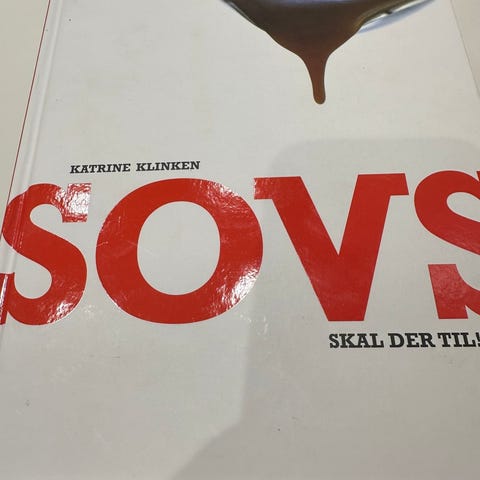 KATRINE KLINKEN
SOVS
SKAL DER TIL!